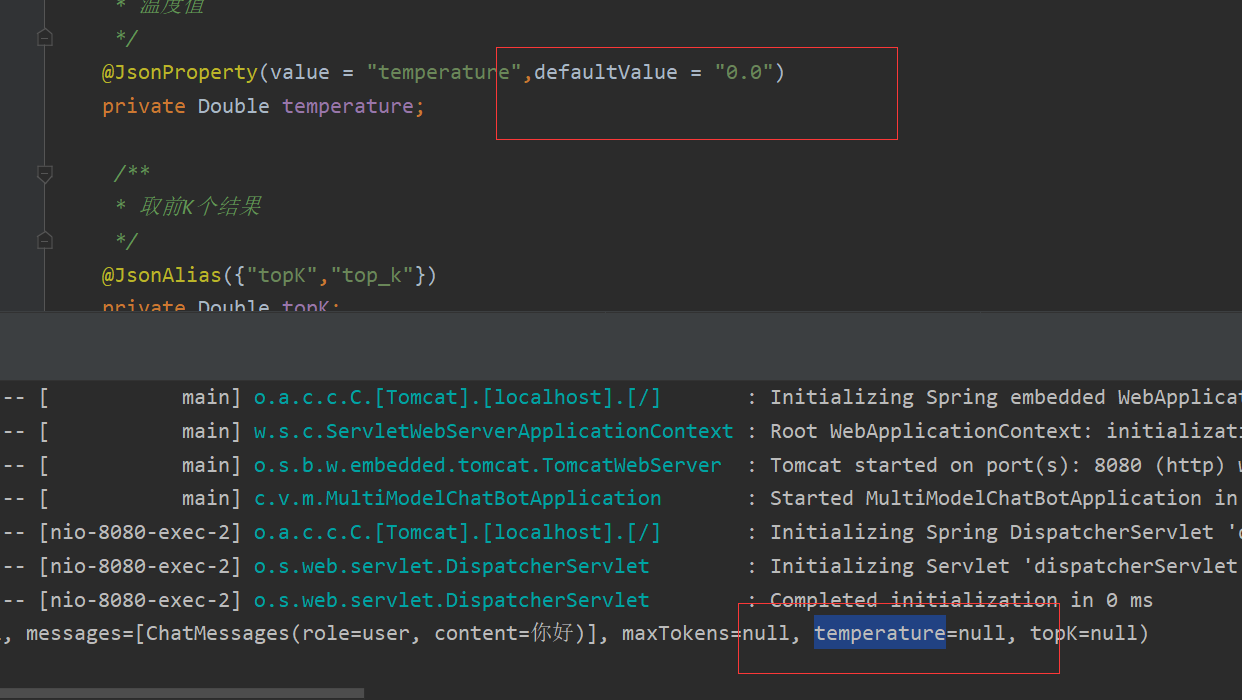 * 温度值
*/
@JsonProperty(value = "temperature",defaultValue = "0.0")
private Double temperature;
/**
* 取前K个结果
*/
@JsonAlias({"topK","top_k"})
private Double topK;
-- [           main] o.a.c.c.C.[Tomcat].[localhost].[/]       : Initializing Spring embedded WebApplicat
-- [           main] w.s.c.ServletWebServerApplicationContext : Root WebApplicationContext: initializati
-- [           main] o.s.b.w.embedded.tomcat.TomcatWebServer  : Tomcat started on port(s): 8080 (http) w
-- [           main] c.v.m.MultiModelChatBotApplication       : Started MultiModelChatBotApplication in
-- [nio-8080-exec-2] o.a.c.c.C.[Tomcat].[localhost].[/]       : Initializing Spring DispatcherServlet 'd
-- [nio-8080-exec-2] o.s.web.servlet.DispatcherServlet        : Initializing Servlet 'dispatcherServlet
-- [nio-8080-exec-2] o.s.web.servlet.DispatcherServlet        : Completed initialization in 0 ms
, messages=[ChatMessages(role=user, content=你好)], maxTokens=null, temperature=null, topK=null)